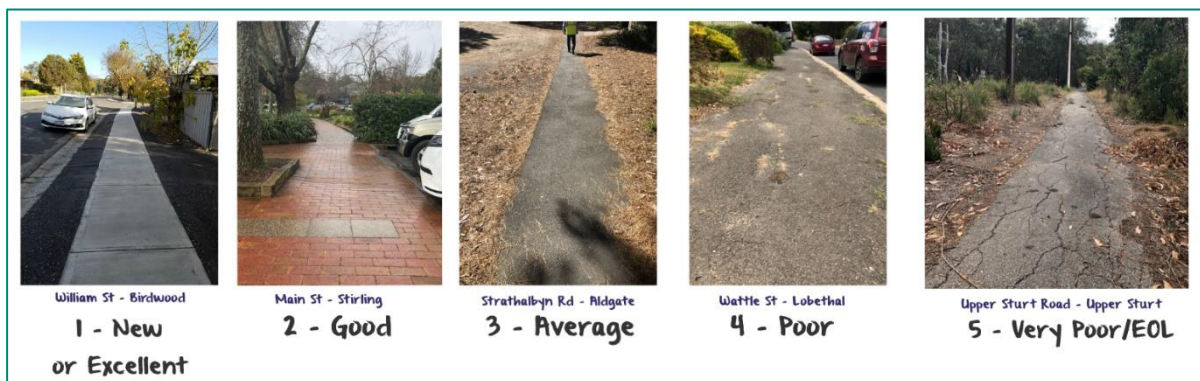 William St - Birdwood
1 - New
or Excellent
Main St - Stirling
2 - Good
Strathalbyn Rd - Aldgate
3 - Average
Wattle St - Lobethal
4 - Poor
Upper Sturt Road - Upper Sturt
5 - Very Poor/EOL